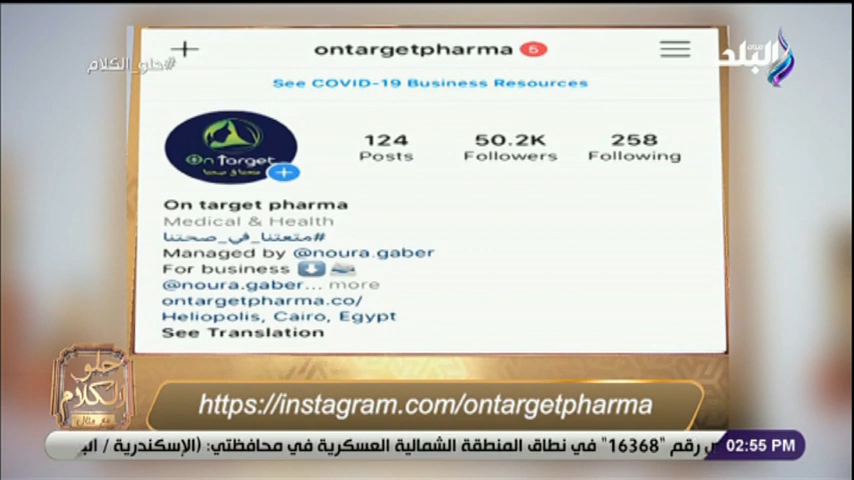 #حلو_الكلام
صدى
البلد
ontargetpharma 5
See COVID-19 Business Resources
On Target
متعتنا في صحتنا
124
Posts
50.2K
Followers
258
Following
On target pharma
Medical & Health
#متعتنا_في_صحتنا
Managed by @noura.gaber
For business ⬇️
@noura.gaber... more
ontargetpharma.co/
Heliopolis, Cairo, Egypt
See Translation
حلو
الكلام
https://instagram.com/ontargetpharma
رقم "16368" في نطاق المنطقة الشمالية العسكرية في محافظتي: (الإسكندرية /
02:55 PM